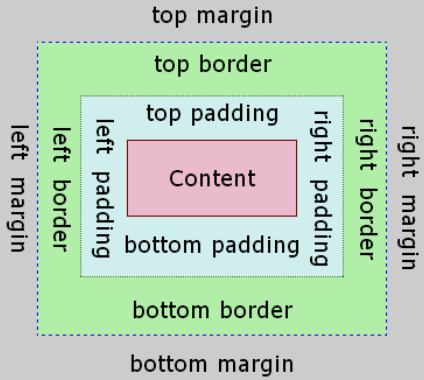 top margin
top border
top padding
left margin
left border
left padding
Content
right padding
right border
right margin
bottom padding
bottom border
bottom margin